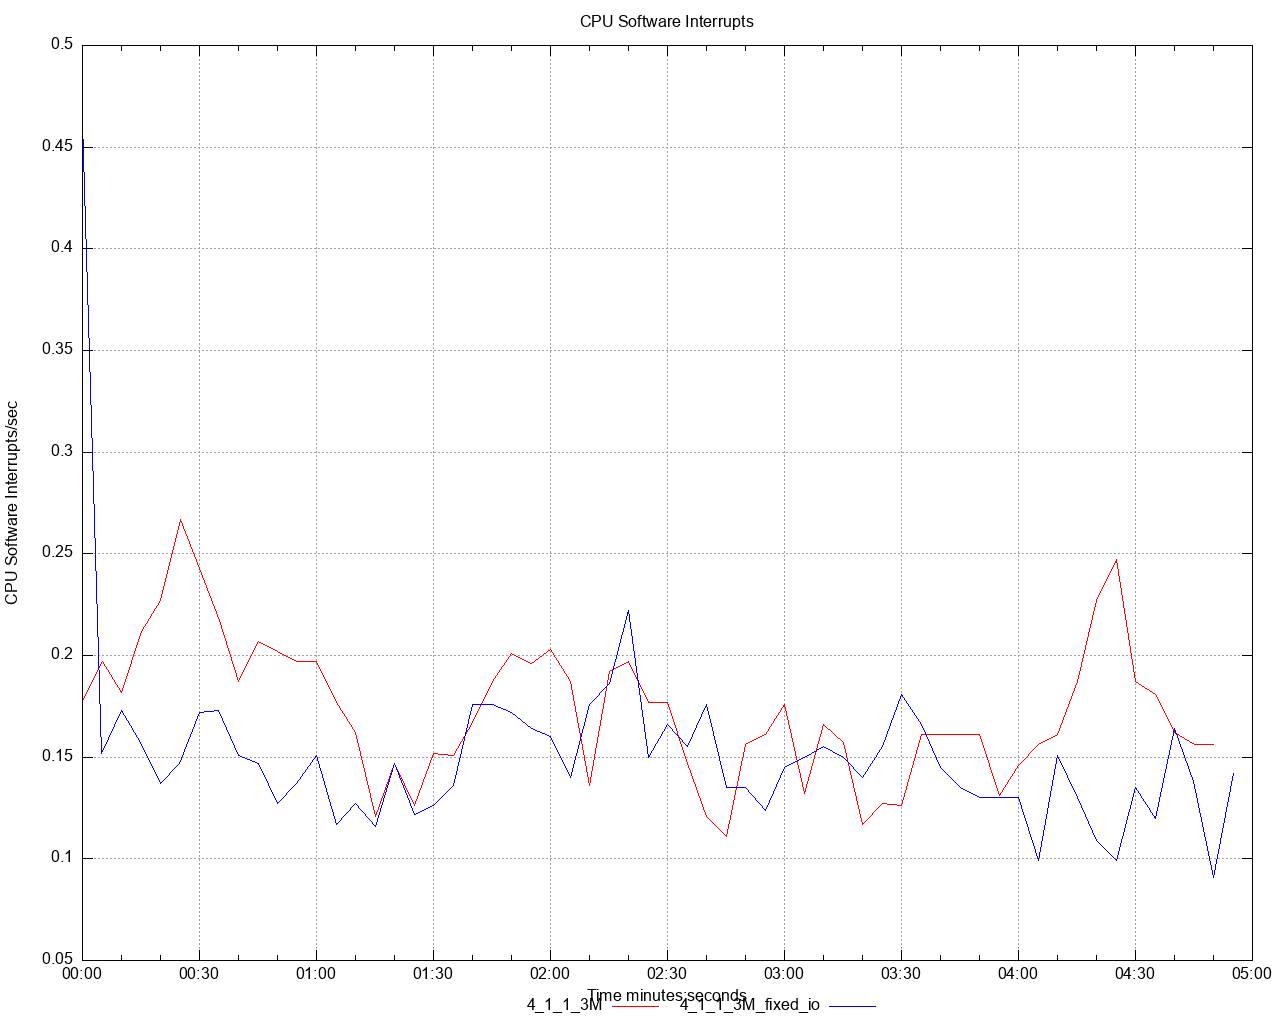 CPU Software Interrupts
0.5
0.45
0.4
0.35
0.3
0.25
0.2
0.15
0.1
0.05
CPU Software Interrupts/sec
00:00 00:30 01:00 01:30 02:00 02:30 03:00 03:30 04:00 04:30 05:00
Time minutes:seconds
4_1_1_3M 4_1_1_3M_fixed_io